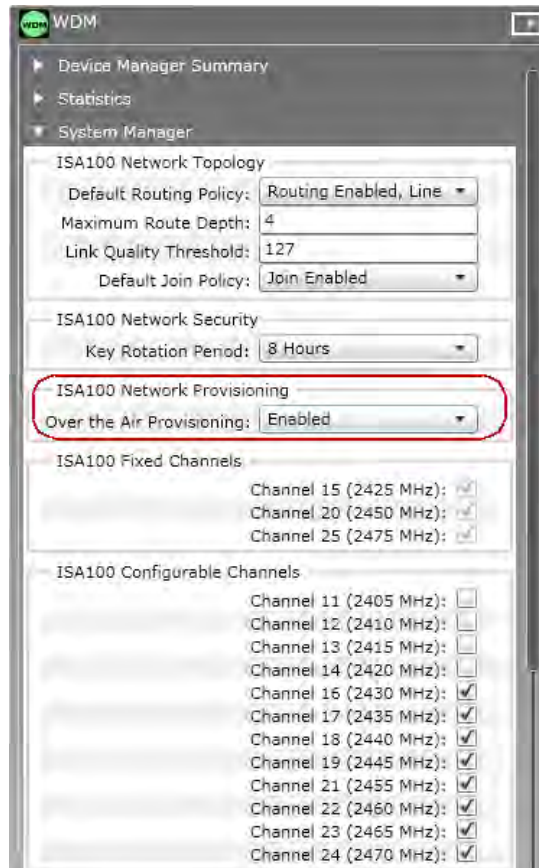 WDM WDM
Device Manager Summary
Statistics
System Manager
ISA100 Network Topology
Default Routing Policy: Routing Enabled, Line
Maximum Route Depth: 4
Link Quality Threshold: 127
Default Join Policy: Join Enabled
ISA100 Network Security
Key Rotation Period: 8 Hours
ISA100 Network Provisioning
Over the Air Provisioning: Enabled
ISA100 Fixed Channels
Channel 15 (2425 MHz):
Channel 20 (2450 MHz):
Channel 25 (2475 MHz):
ISA100 Configurable Channels
Channel 11 (2405 MHz):
Channel 12 (2410 MHz):
Channel 13 (2415 MHz):
Channel 14 (2420 MHz):
Channel 16 (2430 MHz):
Channel 17 (2435 MHz):
Channel 18 (2440 MHz):
Channel 19 (2445 MHz):
Channel 21 (2455 MHz):
Channel 22 (2460 MHz):
Channel 23 (2465 MHz):
Channel 24 (2470 MHz):